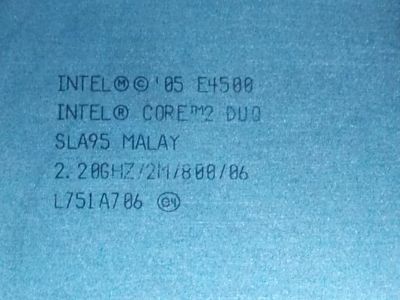 INTEL Ⓜ © '05 E4500
INTEL® CORE™2 DUO
SLA95 MALAY
2.20GHZ/2M/800/06
L751A706 e4